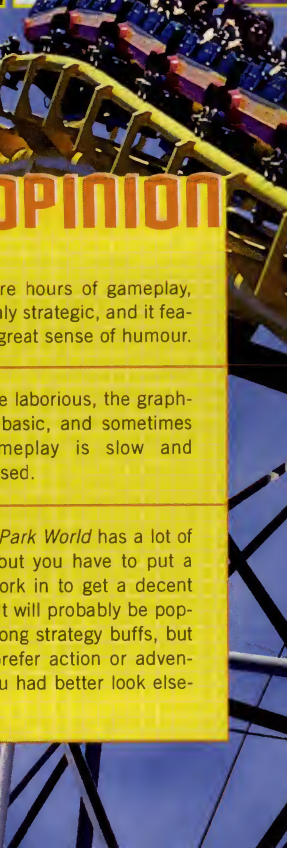 OPINION
re hours of gameplay,
nly strategic, and it fea-
great sense of humour.
e laborious, the graph-
basic, and sometimes
meplay is slow and
sed.
Park World has a lot of
out you have to put a
ork in to get a decent
t will probably be pop-
ong strategy buffs, but
prefer action or adven-
u had better look else-